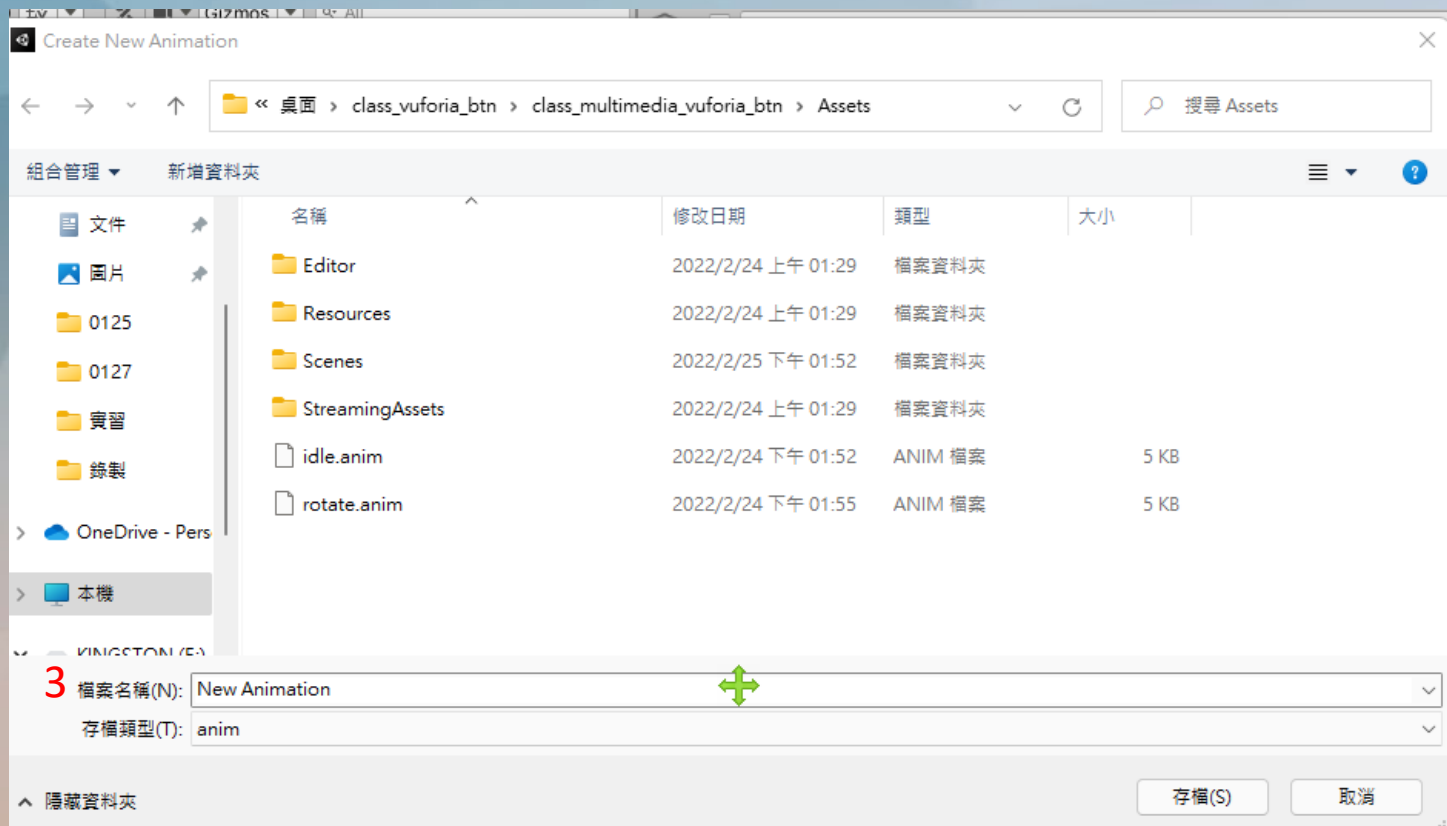 Gizmos All
Create New Animation
« 桌面 > class_vuforia_btn > class_multimedia_vuforia_btn > Assets
搜尋 Assets
組合管理 新增資料夾
名稱 修改日期 類型 大小
文件
圖片
0125
0127
實習
錄製
OneDrive - Pers
本機
KINGSTON (F:)
Editor 2022/2/24 上午 01:29 檔案資料夾
Resources 2022/2/24 上午 01:29 檔案資料夾
Scenes 2022/2/25 下午 01:52 檔案資料夾
StreamingAssets 2022/2/24 上午 01:29 檔案資料夾
idle.anim 2022/2/24 下午 01:52 ANIM 檔案 5 KB
rotate.anim 2022/2/24 下午 01:55 ANIM 檔案 5 KB
3 檔案名稱(N): New Animation
存檔類型(T): anim
隱藏資料夾 存檔(S) 取消